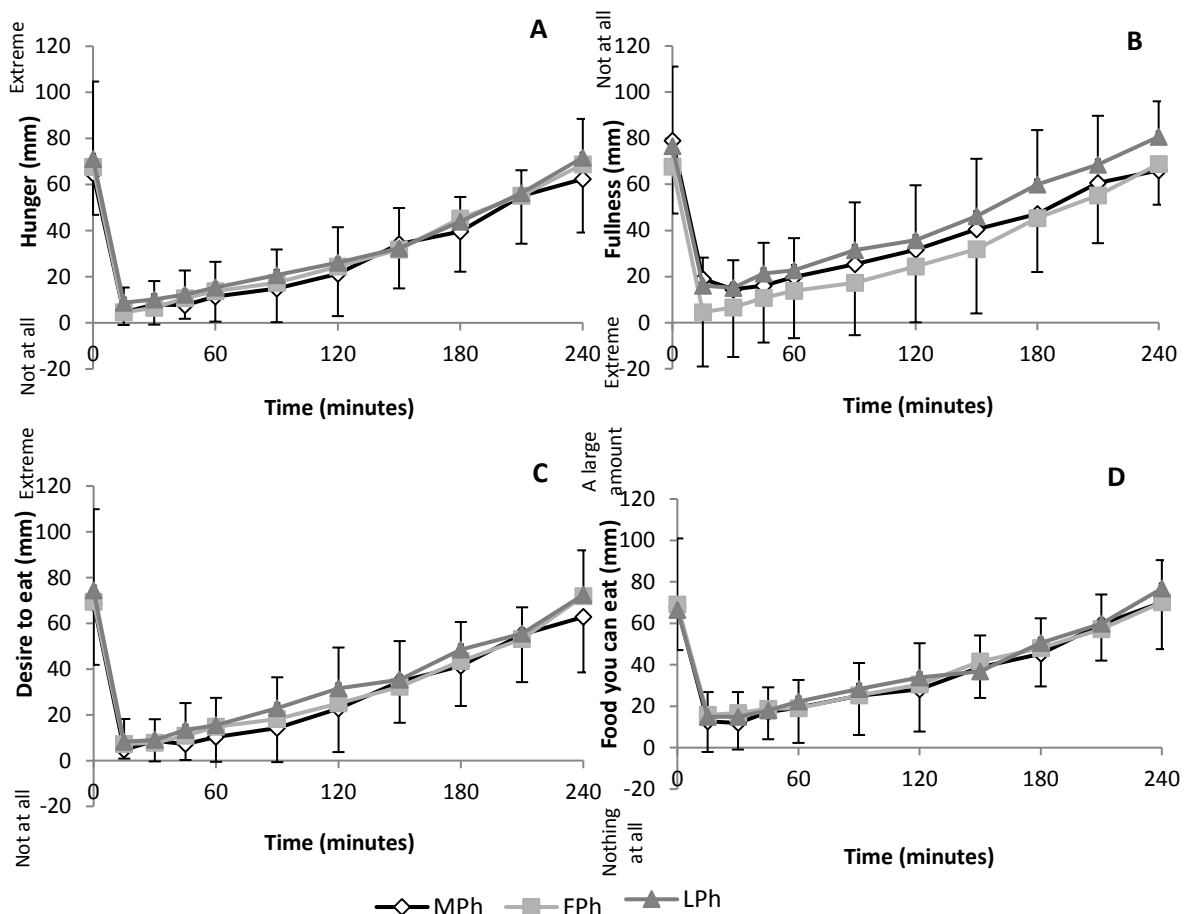 A
Extreme
Hunger (mm)
Not at all
120
100
80
60
40
20
0
-20
0 60 120 180 240
Time (minutes)
B
Not at all
Fullness (mm)
Extreme
120
100
80
60
40
20
0
-20
0 60 120 180 240
Time (minutes)
C
Extreme
Desire to eat (mm)
Not at all
120
100
80
60
40
20
0
-20
0 60 120 180 240
Time (minutes)
D
A large
amount
Food you can eat (mm)
Nothing
at all
120
100
80
60
40
20
0
-20
0 60 120 180 240
Time (minutes)
MPh FPh LPh